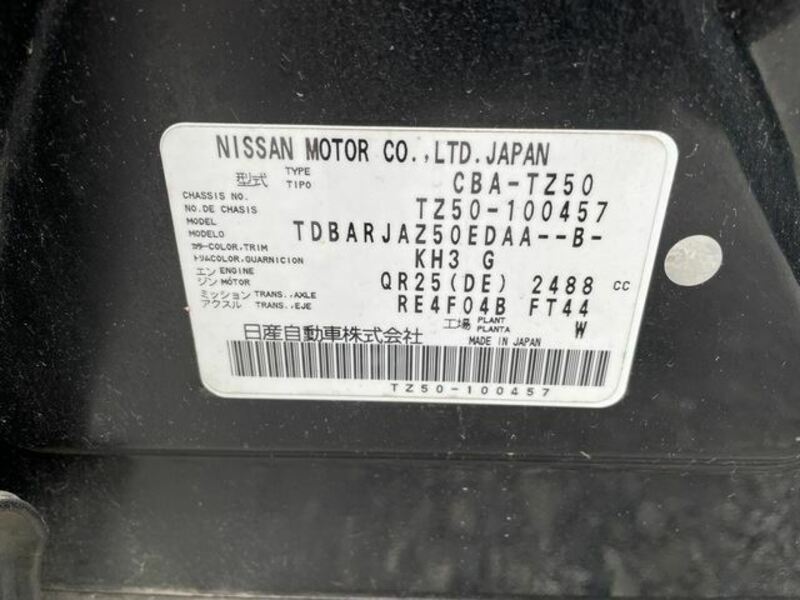 NISSAN MOTOR CO.,LTD.JAPAN
型式 TYPE TIPO CBA-TZ50
CHASSIS NO.
NO.DE CHASIS TZ50-100457
MODEL
MODELO TDBARJAZ50EDAA--B-
カラー COLOR,TRIM
トリム COLOR,GUARNICION KH3 G
エン ENGINE
ジン MOTOR QR25(DE) 2488 cc
ミッション TRANS.,AXLE
アクスル TRANS.,EJE RE4F04B FT44
工場 PLANT PLANTA W
日産自動車株式会社 MADE IN JAPAN
TZ50-100457